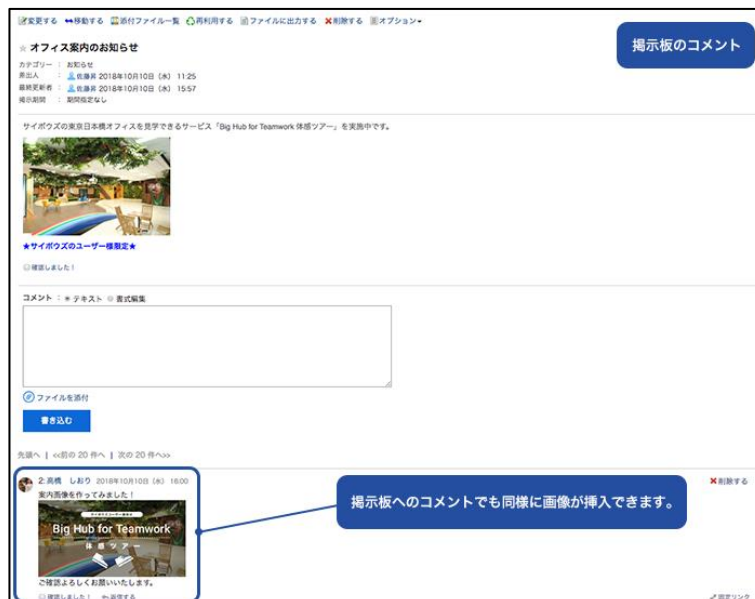 変更する 移動する 添付ファイル一覧 再利用する ファイルに出力する 削除する オプション
掲示板のコメント
オフィス案内のお知らせ
カテゴリー : お知らせ
差出人 : 佐藤昇 2018年10月10日(水) 11:25
最終更新者 : 佐藤昇 2018年10月10日(水) 15:57
掲示期間 : 期間指定なし
サイボウズの東京日本橋オフィスを見学できるサービス「Big Hub for Teamwork 体感ツアー」を実施中です。
★サイボウズのユーザー様限定★
確認しました!
コメント : テキスト 書式編集
ファイルを添付
書き込む
先頭へ | <<前の 20 件へ | 次の 20 件へ>>
2:高橋 しおり 2018年10月10日(水) 16:00
削除する
案内画像を作ってみました!
掲示板へのコメントでも同様に画像が挿入できます。
サイボウズユーザー様限定
Big Hub for Teamwork
体感ツアー
ご確認よろしくお願いいたします。
確認しました! 返信する
固定リンク